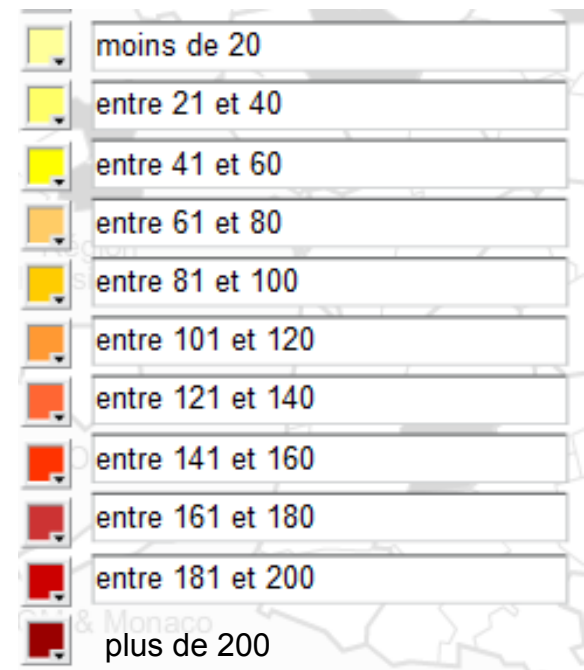 moins de 20
entre 21 et 40
entre 41 et 60
entre 61 et 80
Région
entre 81 et 100
entre 101 et 120
entre 121 et 140
entre 141 et 160
entre 161 et 180
entre 181 et 200
& Monaco
plus de 200